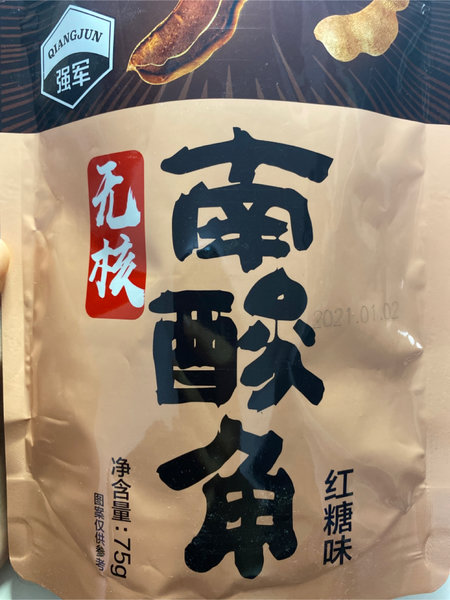 QIANGJUN
强军
无核
南酸角
2021.01.02
红糖味
净含量:75g
图案仅供参考